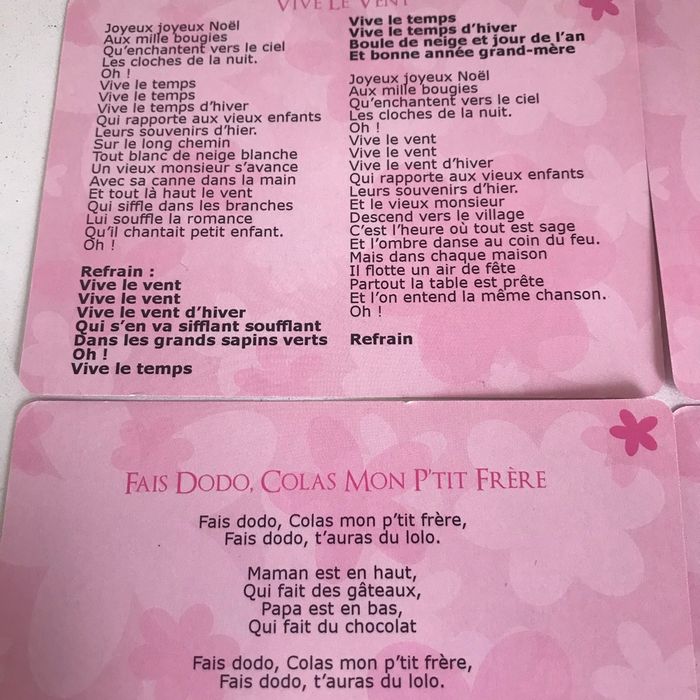 VIVE LE VENT
Joyeux joyeux Noël
Aux mille bougies
Qu'enchantent vers le ciel
Les cloches de la nuit.
Oh !
Vive le temps
Vive le temps
Vive le temps d'hiver
Qui rapporte aux vieux enfants
Leurs souvenirs d'hier.
Sur le long chemin
Tout blanc de neige blanche
Un vieux monsieur s'avance
Avec sa canne dans la main
Et tout là haut le vent
Qui siffle dans les branches
Lui souffle la romance
Qu'il chantait petit enfant.
Oh !
Refrain :
Vive le vent
Vive le vent
Vive le vent d'hiver
Qui s'en va sifflant soufflant
Dans les grands sapins verts
Oh !
Vive le temps
Vive le temps
Vive le temps d'hiver
Boule de neige et jour de l'an
Et bonne année grand-mère
Joyeux joyeux Noël
Aux mille bougies
Qu'enchantent vers le ciel
Les cloches de la nuit.
Oh !
Vive le vent
Vive le vent
Vive le vent d'hiver
Qui rapporte aux vieux enfants
Leurs souvenirs d'hier.
Et le vieux monsieur
Descend vers le village
C'est l'heure où tout est sage
Et l'ombre danse au coin du feu.
Mais dans chaque maison
Il flotte un air de fête
Partout la table est prête
Et l'on entend la même chanson.
Oh !
Refrain
FAIS DODO, COLAS MON P'TIT FRÈRE
Fais dodo, Colas mon p'tit frère,
Fais dodo, t'auras du lolo.
Maman est en haut,
Qui fait des gâteaux,
Papa est en bas,
Qui fait du chocolat
Fais dodo, Colas mon p'tit frère,
Fais dodo, t'auras du lolo.